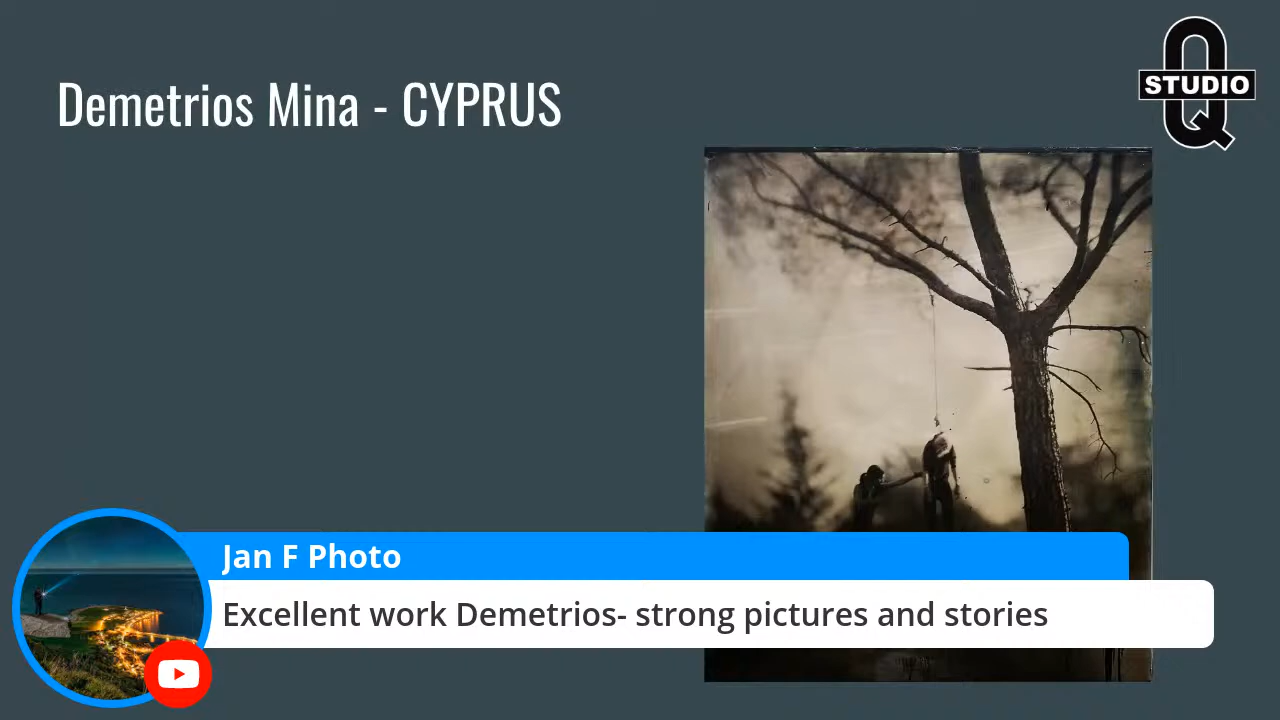 Demetrios Mina - CYPRUS
STUDIO
Q
Jan F Photo
Excellent work Demetrios- strong pictures and stories